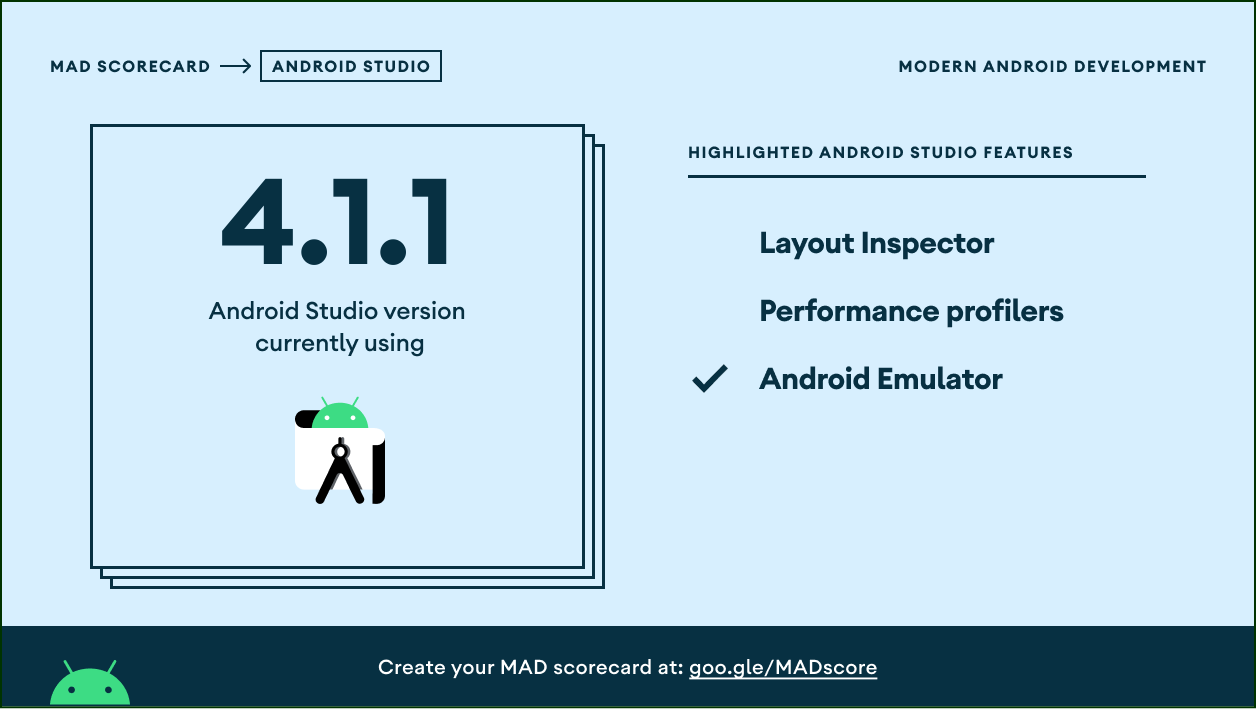 MAD SCORECARD → ANDROID STUDIO
MODERN ANDROID DEVELOPMENT
4.1.1
Android Studio version
currently using
HIGHLIGHTED ANDROID STUDIO FEATURES
Layout Inspector
Performance profilers
Android Emulator
Create your MAD scorecard at: goo.gle/MADscore